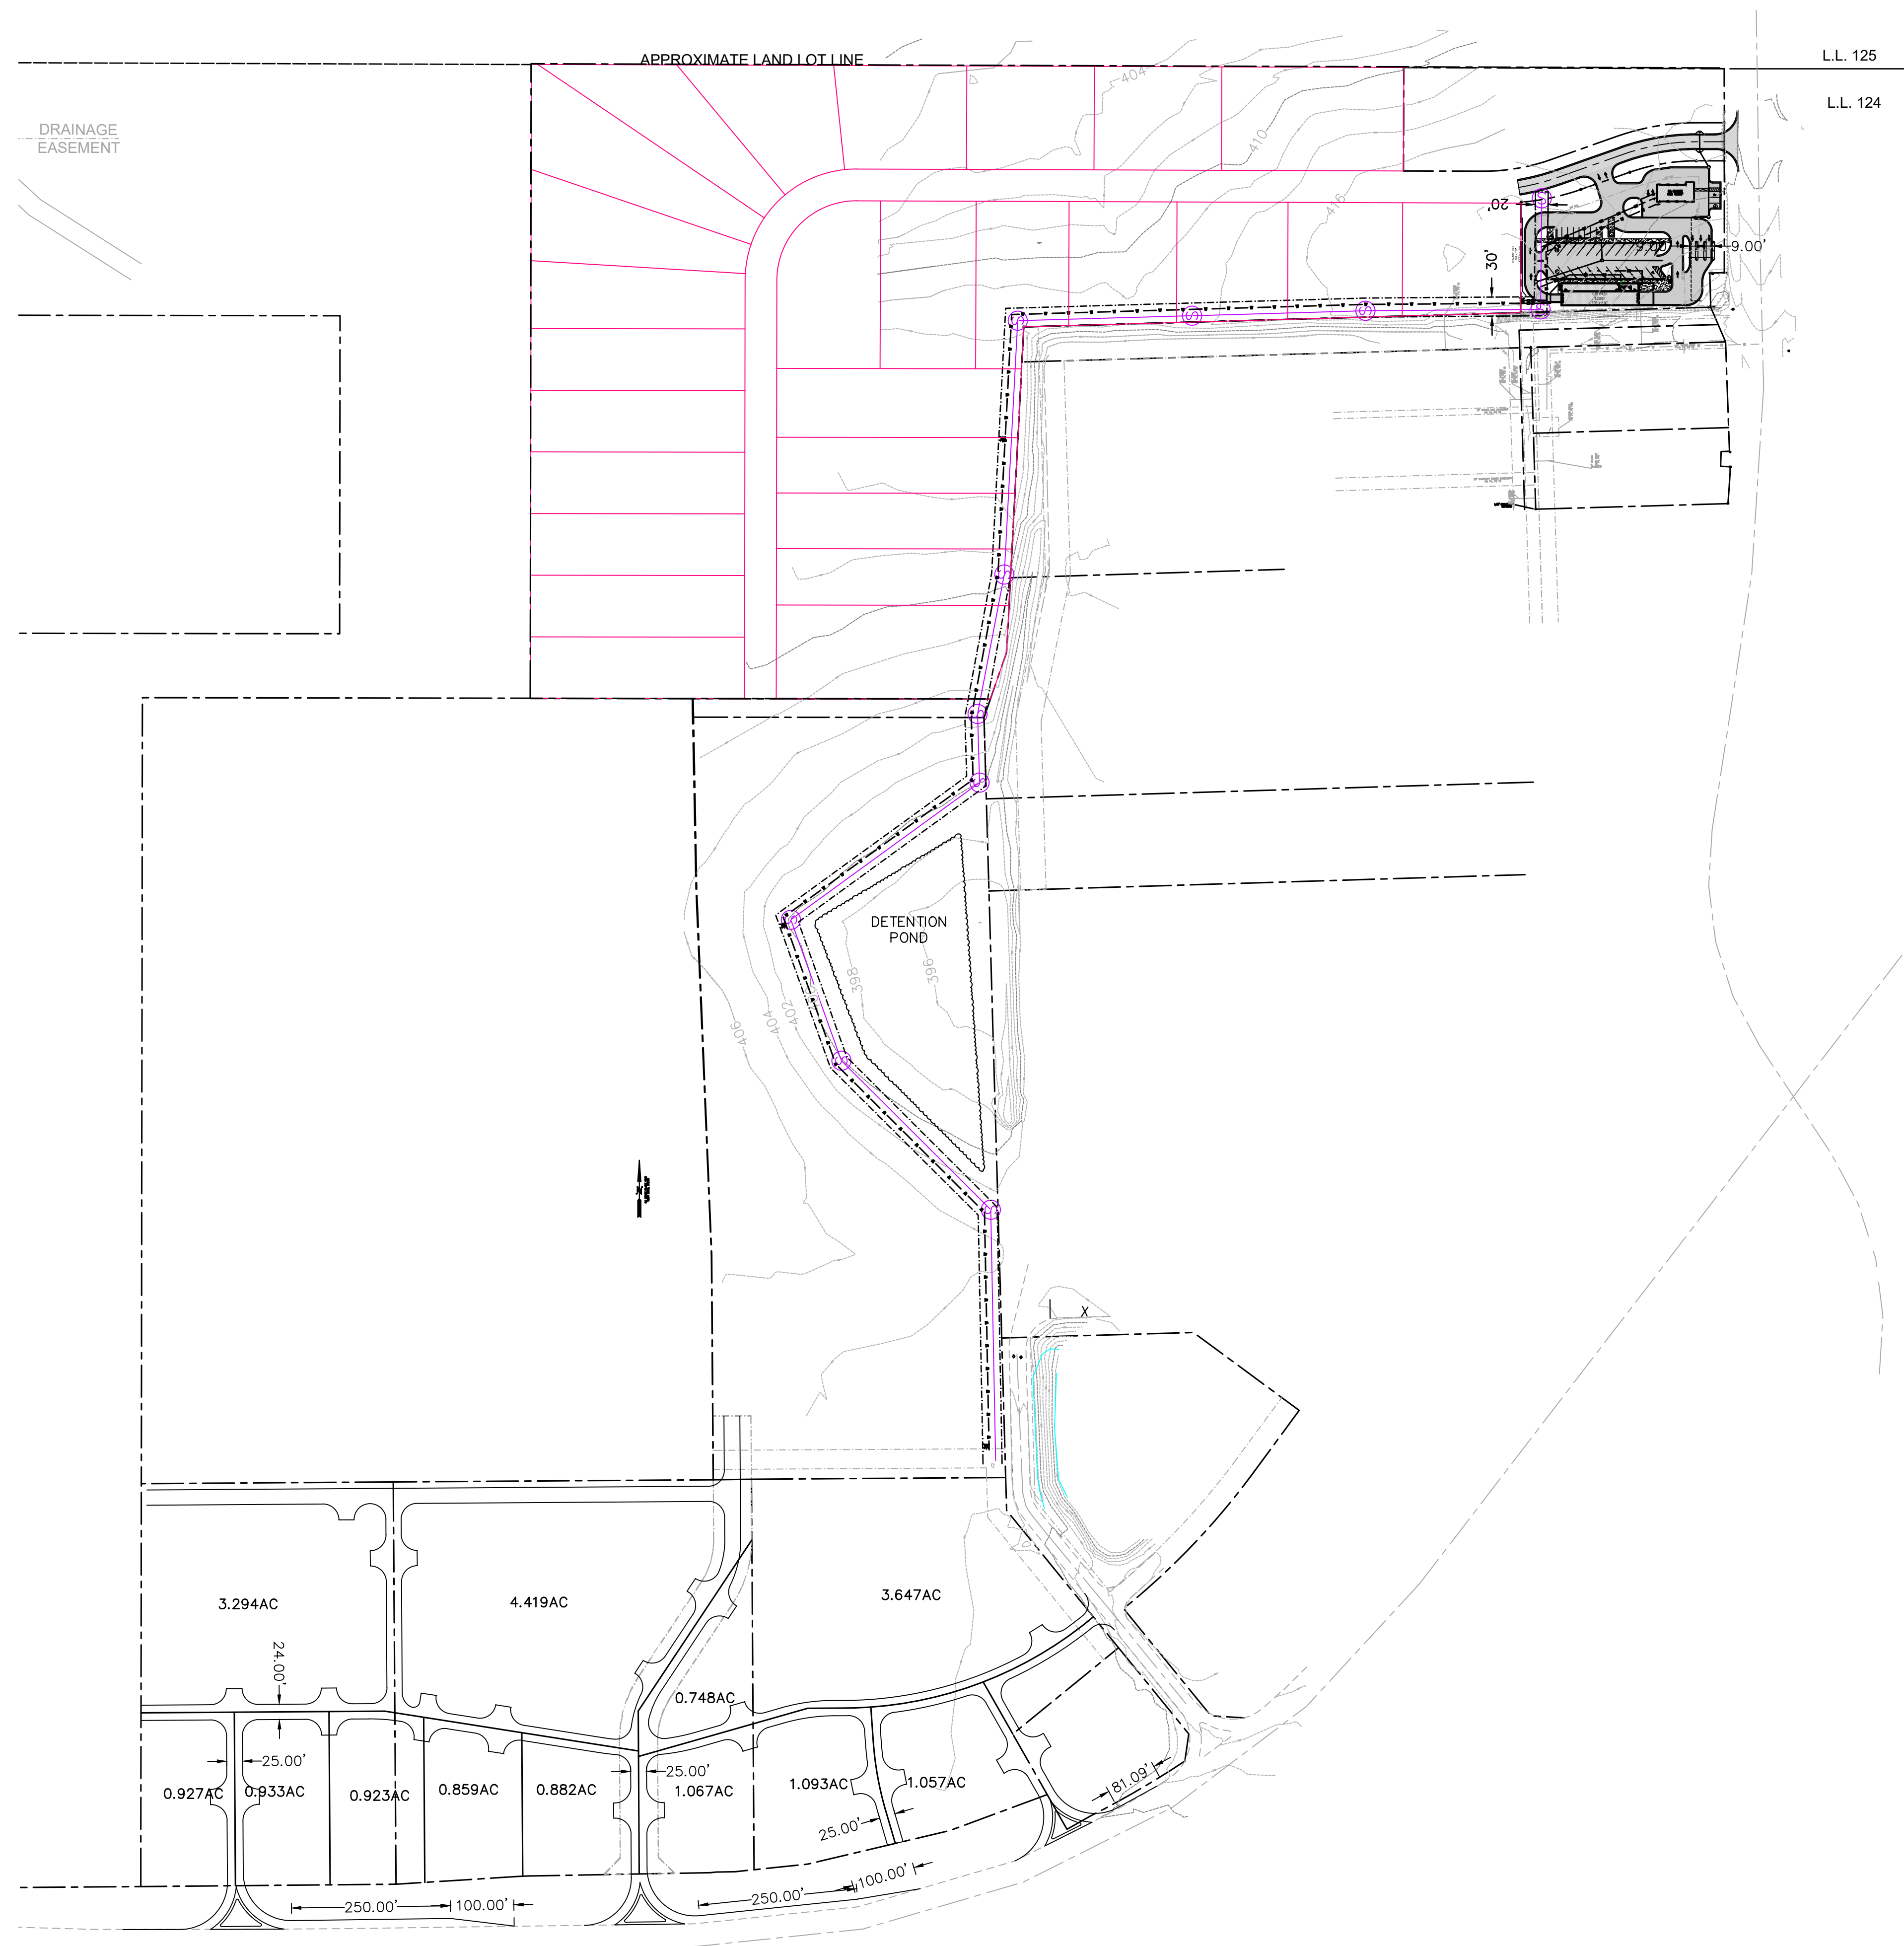 APPROXIMATE LAND LOT LINE
L.L. 125
L.L. 124
DRAINAGE
EASEMENT
404
410
416
20'
30'
9.00'
9.00'
S
S
DETENTION
POND
398
396
402
404
406
X
3.294AC
4.419AC
3.647AC
24.00'
0.748AC
25.00'
25.00'
0.927AC
0.933AC
0.923AC
0.859AC
0.882AC
1.067AC
1.093AC
1.057AC
25.00'
81.09'
250.00'
100.00'
250.00'
100.00'